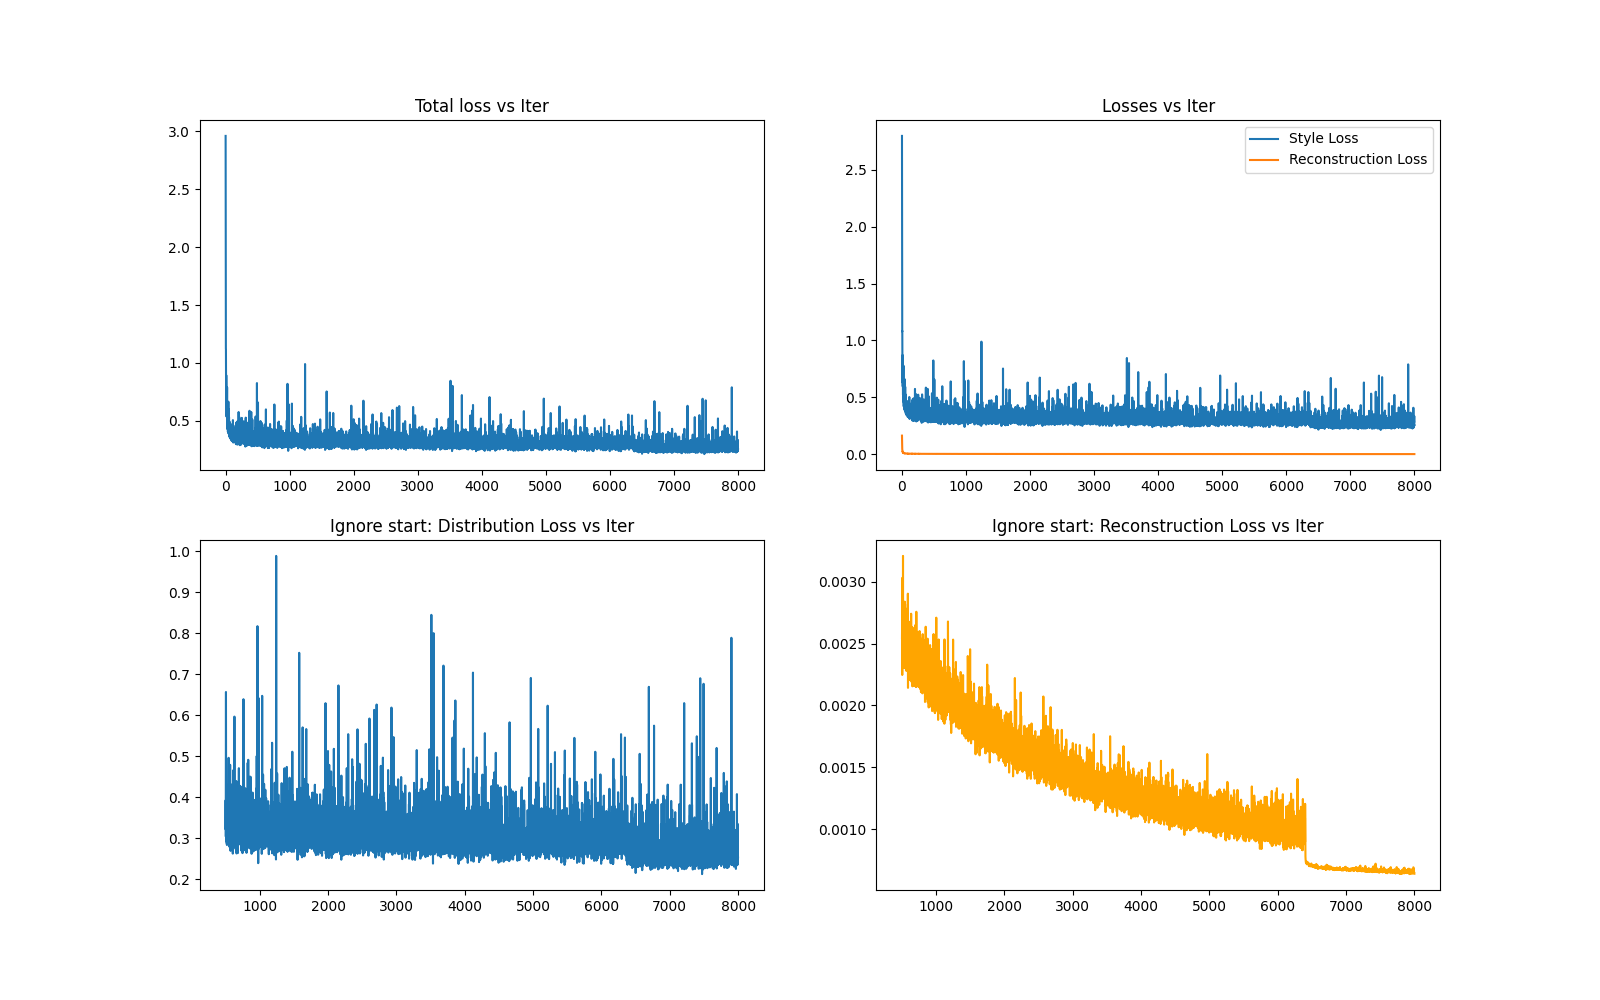 Total loss vs Iter
3.0
2.5
2.0
1.5
1.0
0.5
0 1000 2000 3000 4000 5000 6000 7000 8000
Losses vs Iter
Style Loss
Reconstruction Loss
2.5
2.0
1.5
1.0
0.5
0.0
0 1000 2000 3000 4000 5000 6000 7000 8000
Ignore start: Distribution Loss vs Iter
1.0
0.9
0.8
0.7
0.6
0.5
0.4
0.3
0.2
1000 2000 3000 4000 5000 6000 7000 8000
Ignore start: Reconstruction Loss vs Iter
0.0030
0.0025
0.0020
0.0015
0.0010
1000 2000 3000 4000 5000 6000 7000 8000